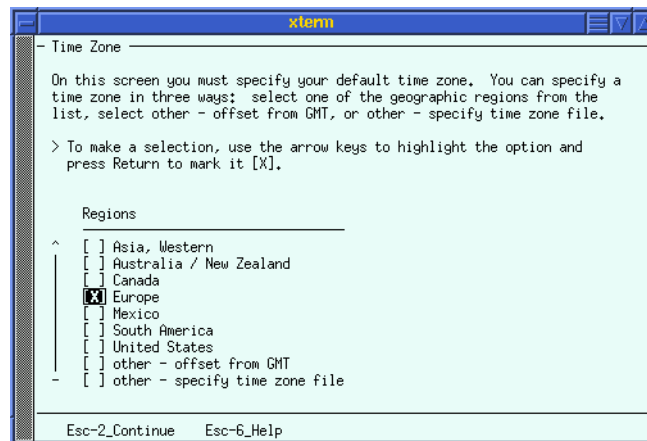 xterm
Time Zone
On this screen you must specify your default time zone.  You can specify a
time zone in three ways:  select one of the geographic regions from the
list, select other - offset from GMT, or other - specify time zone file.
> To make a selection, use the arrow keys to highlight the option and
press Return to mark it [X].
Regions
^ [ ] Asia, Western
[ ] Australia / New Zealand
[ ] Canada
[X] Europe
[ ] Mexico
[ ] South America
[ ] United States
[ ] other - offset from GMT
- [ ] other - specify time zone file
Esc-2_Continue    Esc-6_Help